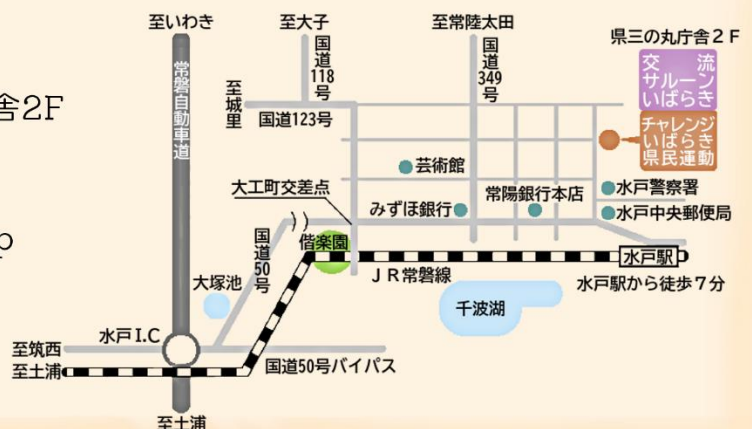 舎2F
p
至いわき
至大子
至常陸太田
県三の丸庁舎2F
常磐自動車道
国道118号
国道349号
至城里
国道123号
交流サルーンいばらき
チャレンジいばらき県民運動
芸術館
大工町交差点
みずほ銀行
常陽銀行本店
水戸警察署
水戸中央郵便局
国道50号
偕楽園
JR常磐線
水戸駅
水戸駅から徒歩7分
大塚池
千波湖
水戸I.C
至筑西
至土浦
国道50号バイパス
至土浦